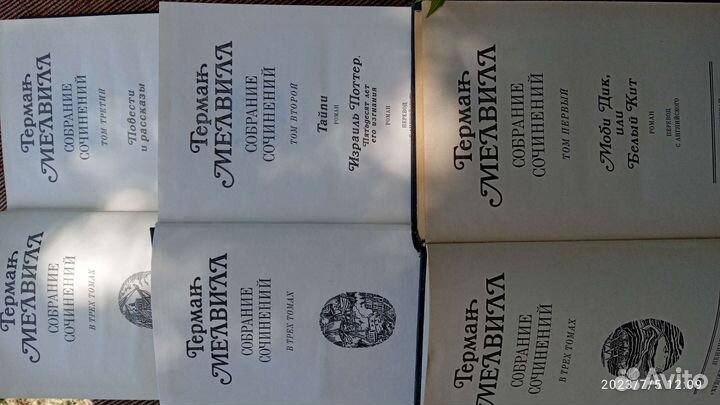 Герман
МЕЛВИЛЛ
СОБРАНИЕ
СОЧИНЕНИЙ
ТОМ ТРЕТИЙ
Повести
и рассказы
Герман
МЕЛВИЛЛ
СОБРАНИЕ
СОЧИНЕНИЙ
В ТРЕХ ТОМАХ
Герман
МЕЛВИЛЛ
СОБРАНИЕ
СОЧИНЕНИЙ
ТОМ ВТОРОЙ
Тайпи
РОМАН
Израиль Поттер.
Пятьдесят лет
его изгнания
РОМАН
ПЕРЕВОД
Герман
МЕЛВИЛЛ
СОБРАНИЕ
СОЧИНЕНИЙ
В ТРЕХ ТОМАХ
Герман
МЕЛВИЛЛ
СОБРАНИЕ
СОЧИНЕНИЙ
ТОМ ПЕРВЫЙ
Моби Дик,
или
Белый Кит
РОМАН
ПЕРЕВОД
С АНГЛИЙСКОГО
Герман
МЕЛВИЛЛ
СОБРАНИЕ
СОЧИНЕНИЙ
В ТРЕХ ТОМАХ
Avito
2023/7/5 12:09